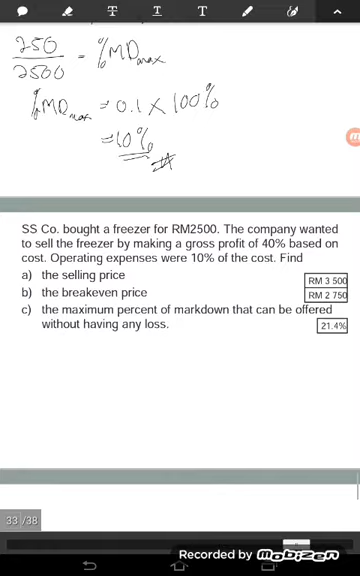 T T T
250/2500 = %MDmax
%MDmax = 0.1 × 100%
= 10%
SS Co. bought a freezer for RM2500. The company wanted
to sell the freezer by making a gross profit of 40% based on
cost. Operating expenses were 10% of the cost. Find
a) the selling price
RM 3 500
b) the breakeven price
RM 2 750
c) the maximum percent of markdown that can be offered
without having any loss.
21.4%
33 /38
Recorded by Mobizen